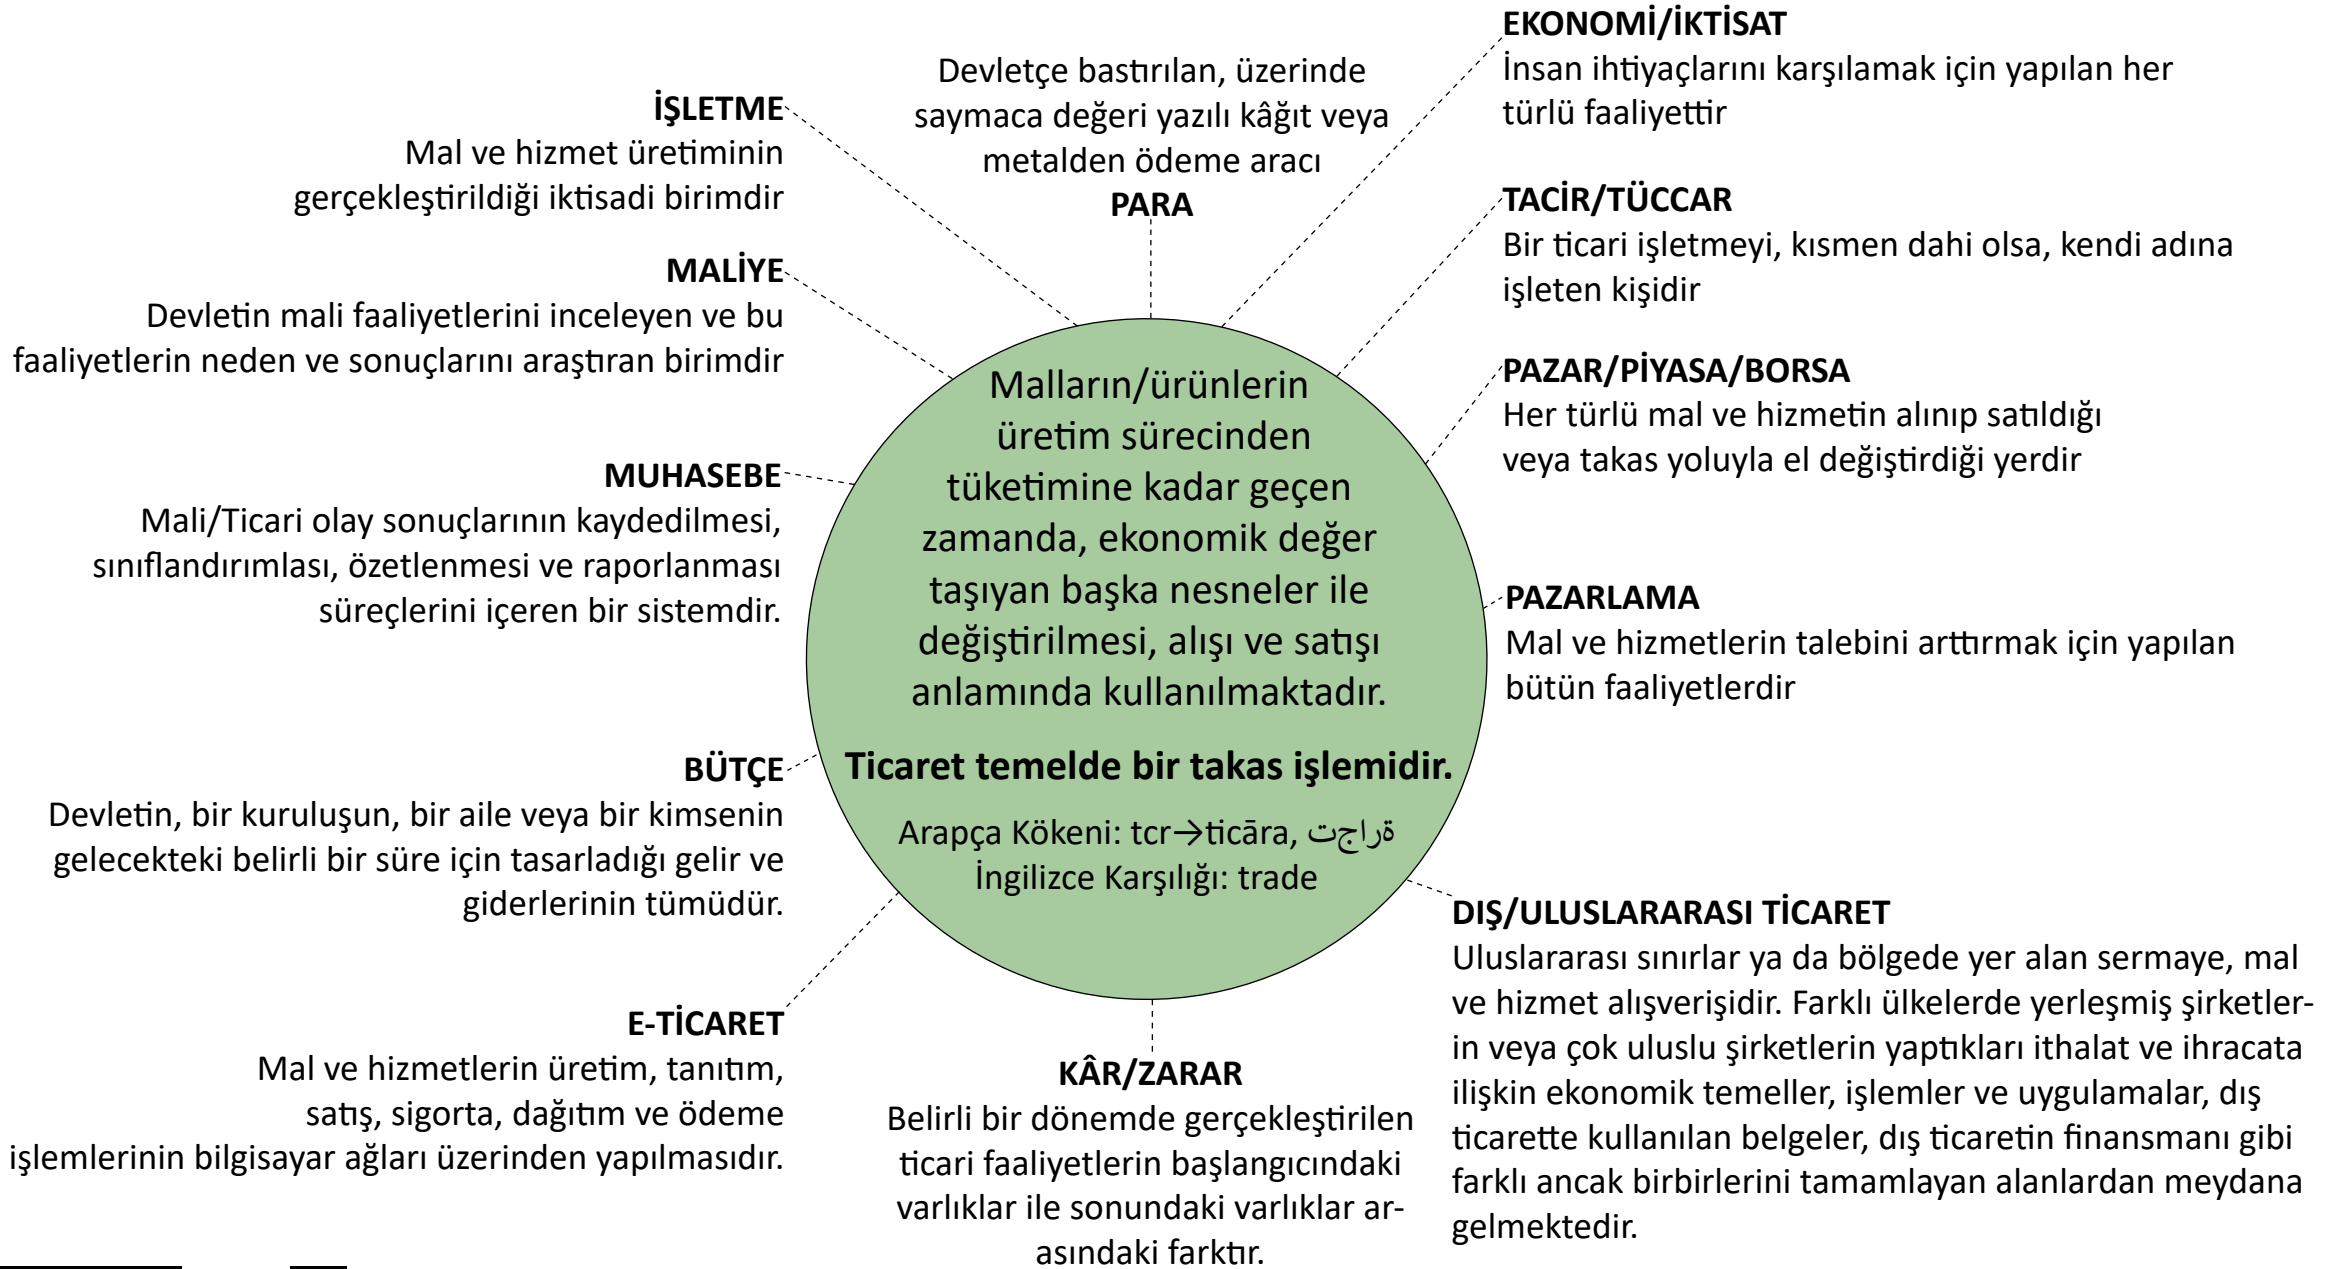 İŞLETME
Mal ve hizmet üretiminin
gerçekleştirildiği iktisadi birimdir
MALİYE
Devletin mali faaliyetlerini inceleyen ve bu
faaliyetlerin neden ve sonuçlarını araştıran birimdir
MUHASEBE
Mali/Ticari olay sonuçlarının kaydedilmesi,
sınıflandırımlası, özetlenmesi ve raporlanması
süreçlerini içeren bir sistemdir.
BÜTÇE
Devletin, bir kuruluşun, bir aile veya bir kimsenin
gelecekteki belirli bir süre için tasarladığı gelir ve
giderlerinin tümüdür.
E-TİCARET
Mal ve hizmetlerin üretim, tanıtım,
satış, sigorta, dağıtım ve ödeme
işlemlerinin bilgisayar ağları üzerinden yapılmasıdır.
Devletçe bastırılan, üzerinde
saymaca değeri yazılı kâğıt veya
metalden ödeme aracı
PARA
Malların/ürünlerin
üretim sürecinden
tüketimine kadar geçen
zamanda, ekonomik değer
taşıyan başka nesneler ile
değiştirilmesi, alışı ve satışı
anlamında kullanılmaktadır.
Ticaret temelde bir takas işlemidir.
Arapça Kökeni: tcr→ticāra, ةراجت
İngilizce Karşılığı: trade
KÂR/ZARAR
Belirli bir dönemde gerçekleştirilen
ticari faaliyetlerin başlangıcındaki
varlıklar ile sonundaki varlıklar ar-
asındaki farktır.
EKONOMİ/İKTİSAT
İnsan ihtiyaçlarını karşılamak için yapılan her
türlü faaliyettir
TACİR/TÜCCAR
Bir ticari işletmeyi, kısmen dahi olsa, kendi adına
işleten kişidir
PAZAR/PİYASA/BORSA
Her türlü mal ve hizmetin alınıp satıldığı
veya takas yoluyla el değiştirdiği yerdir
PAZARLAMA
Mal ve hizmetlerin talebini arttırmak için yapılan
bütün faaliyetlerdir
DIŞ/ULUSLARARASI TİCARET
Uluslararası sınırlar ya da bölgede yer alan sermaye, mal
ve hizmet alışverişidir. Farklı ülkelerde yerleşmiş şirketler-
in veya çok uluslu şirketlerin yaptıkları ithalat ve ihracata
ilişkin ekonomik temeller, işlemler ve uygulamalar, dış
ticarette kullanılan belgeler, dış ticaretin finansmanı gibi
farklı ancak birbirlerini tamamlayan alanlardan meydana
gelmektedir.